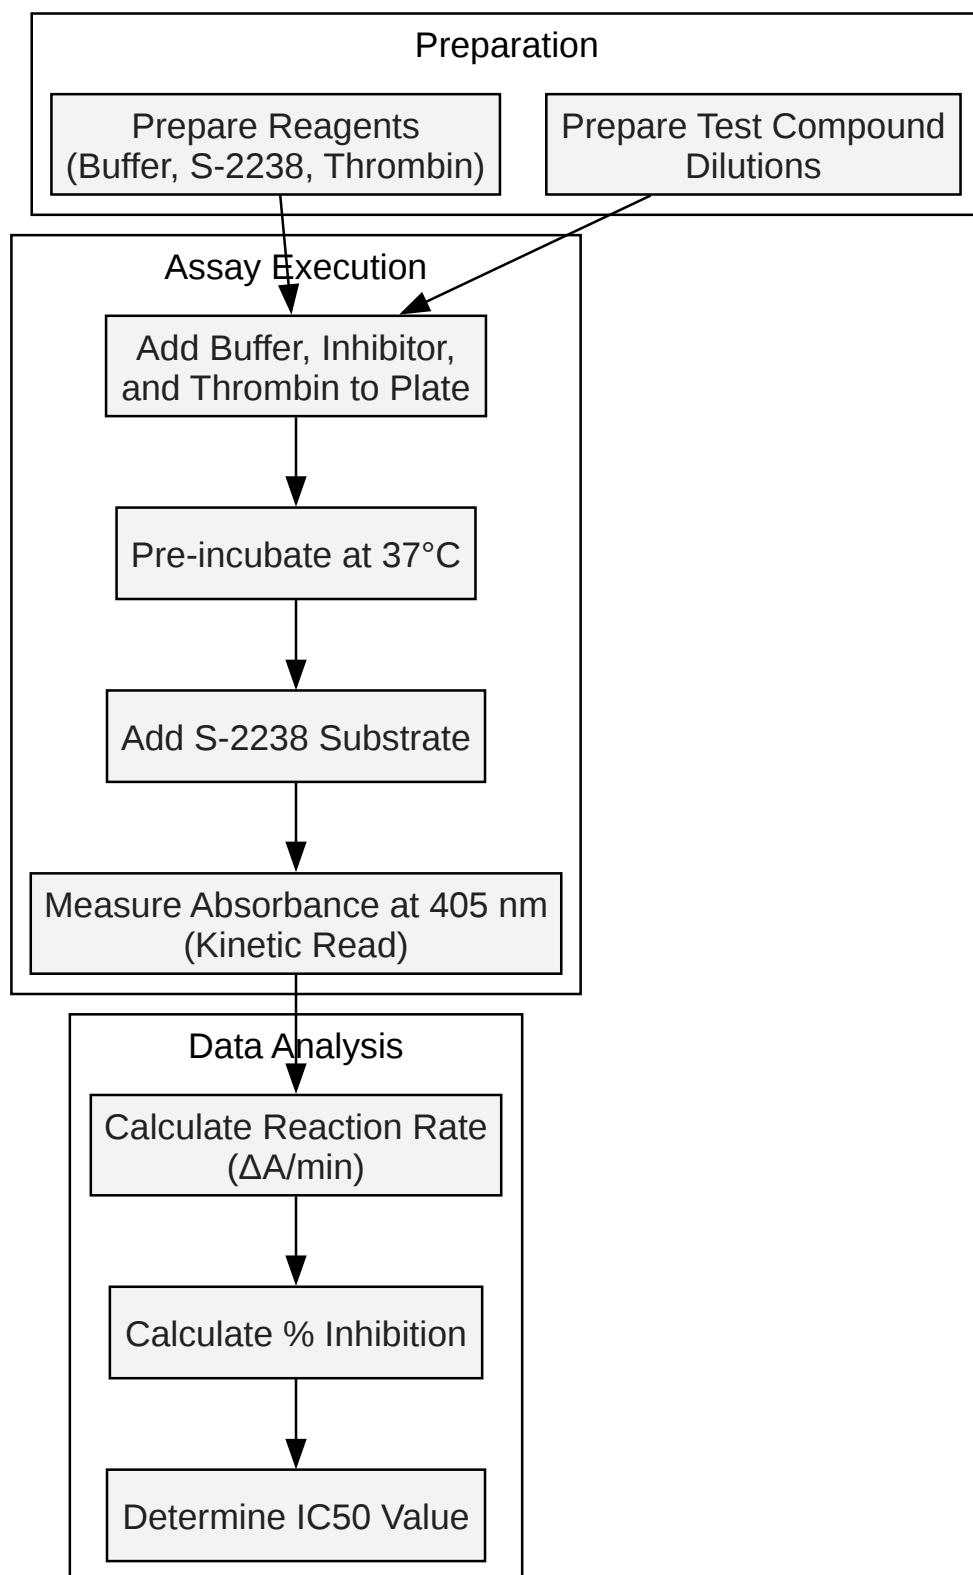 Preparation
Prepare Reagents
(Buffer, S-2238, Thrombin)
Prepare Test Compound
Dilutions
Assay Execution
Add Buffer, Inhibitor,
and Thrombin to Plate
Pre-incubate at 37°C
Add S-2238 Substrate
Measure Absorbance at 405 nm
(Kinetic Read)
Data Analysis
Calculate Reaction Rate
(ΔA/min)
Calculate % Inhibition
Determine IC50 Value